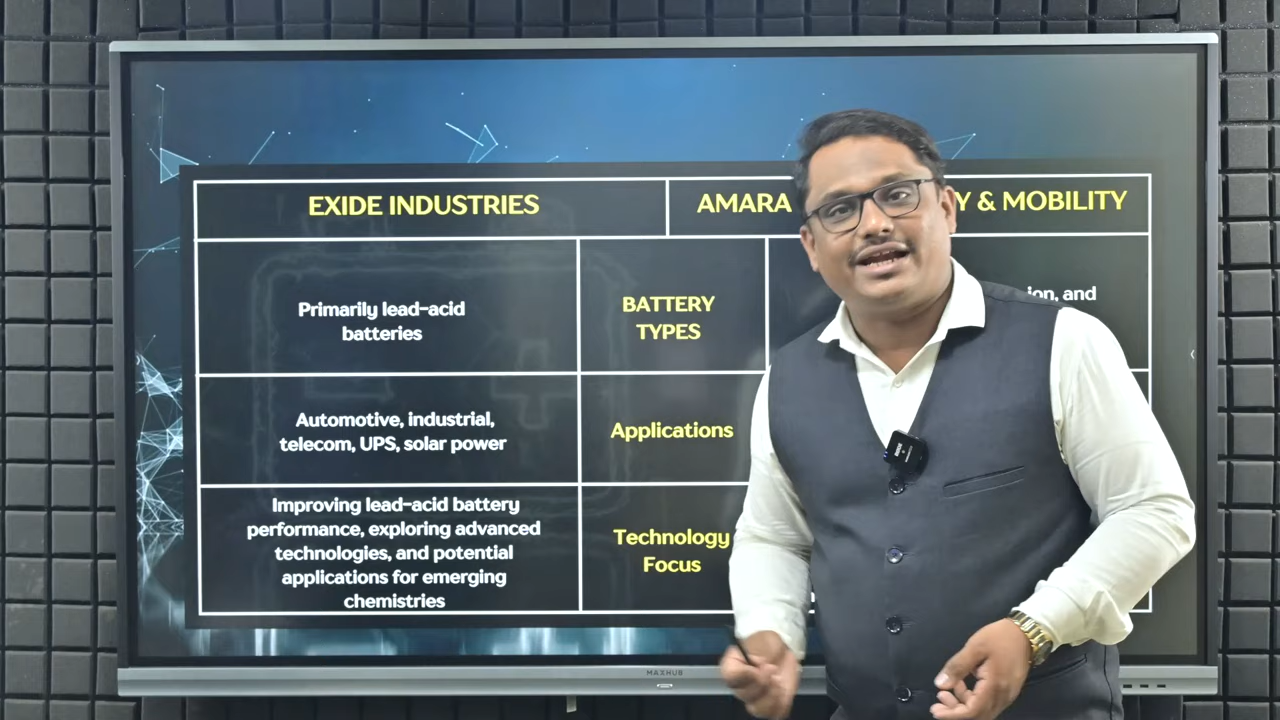 EXIDE INDUSTRIES
AMARA
Y & MOBILITY
Primarily lead-acid
batteries
BATTERY
TYPES
ion, and
Automotive, industrial,
telecom, UPS, solar power
Applications
Improving lead-acid battery
performance, exploring advanced
technologies, and potential
applications for emerging
chemistries
Technology
Focus
MAXHUB